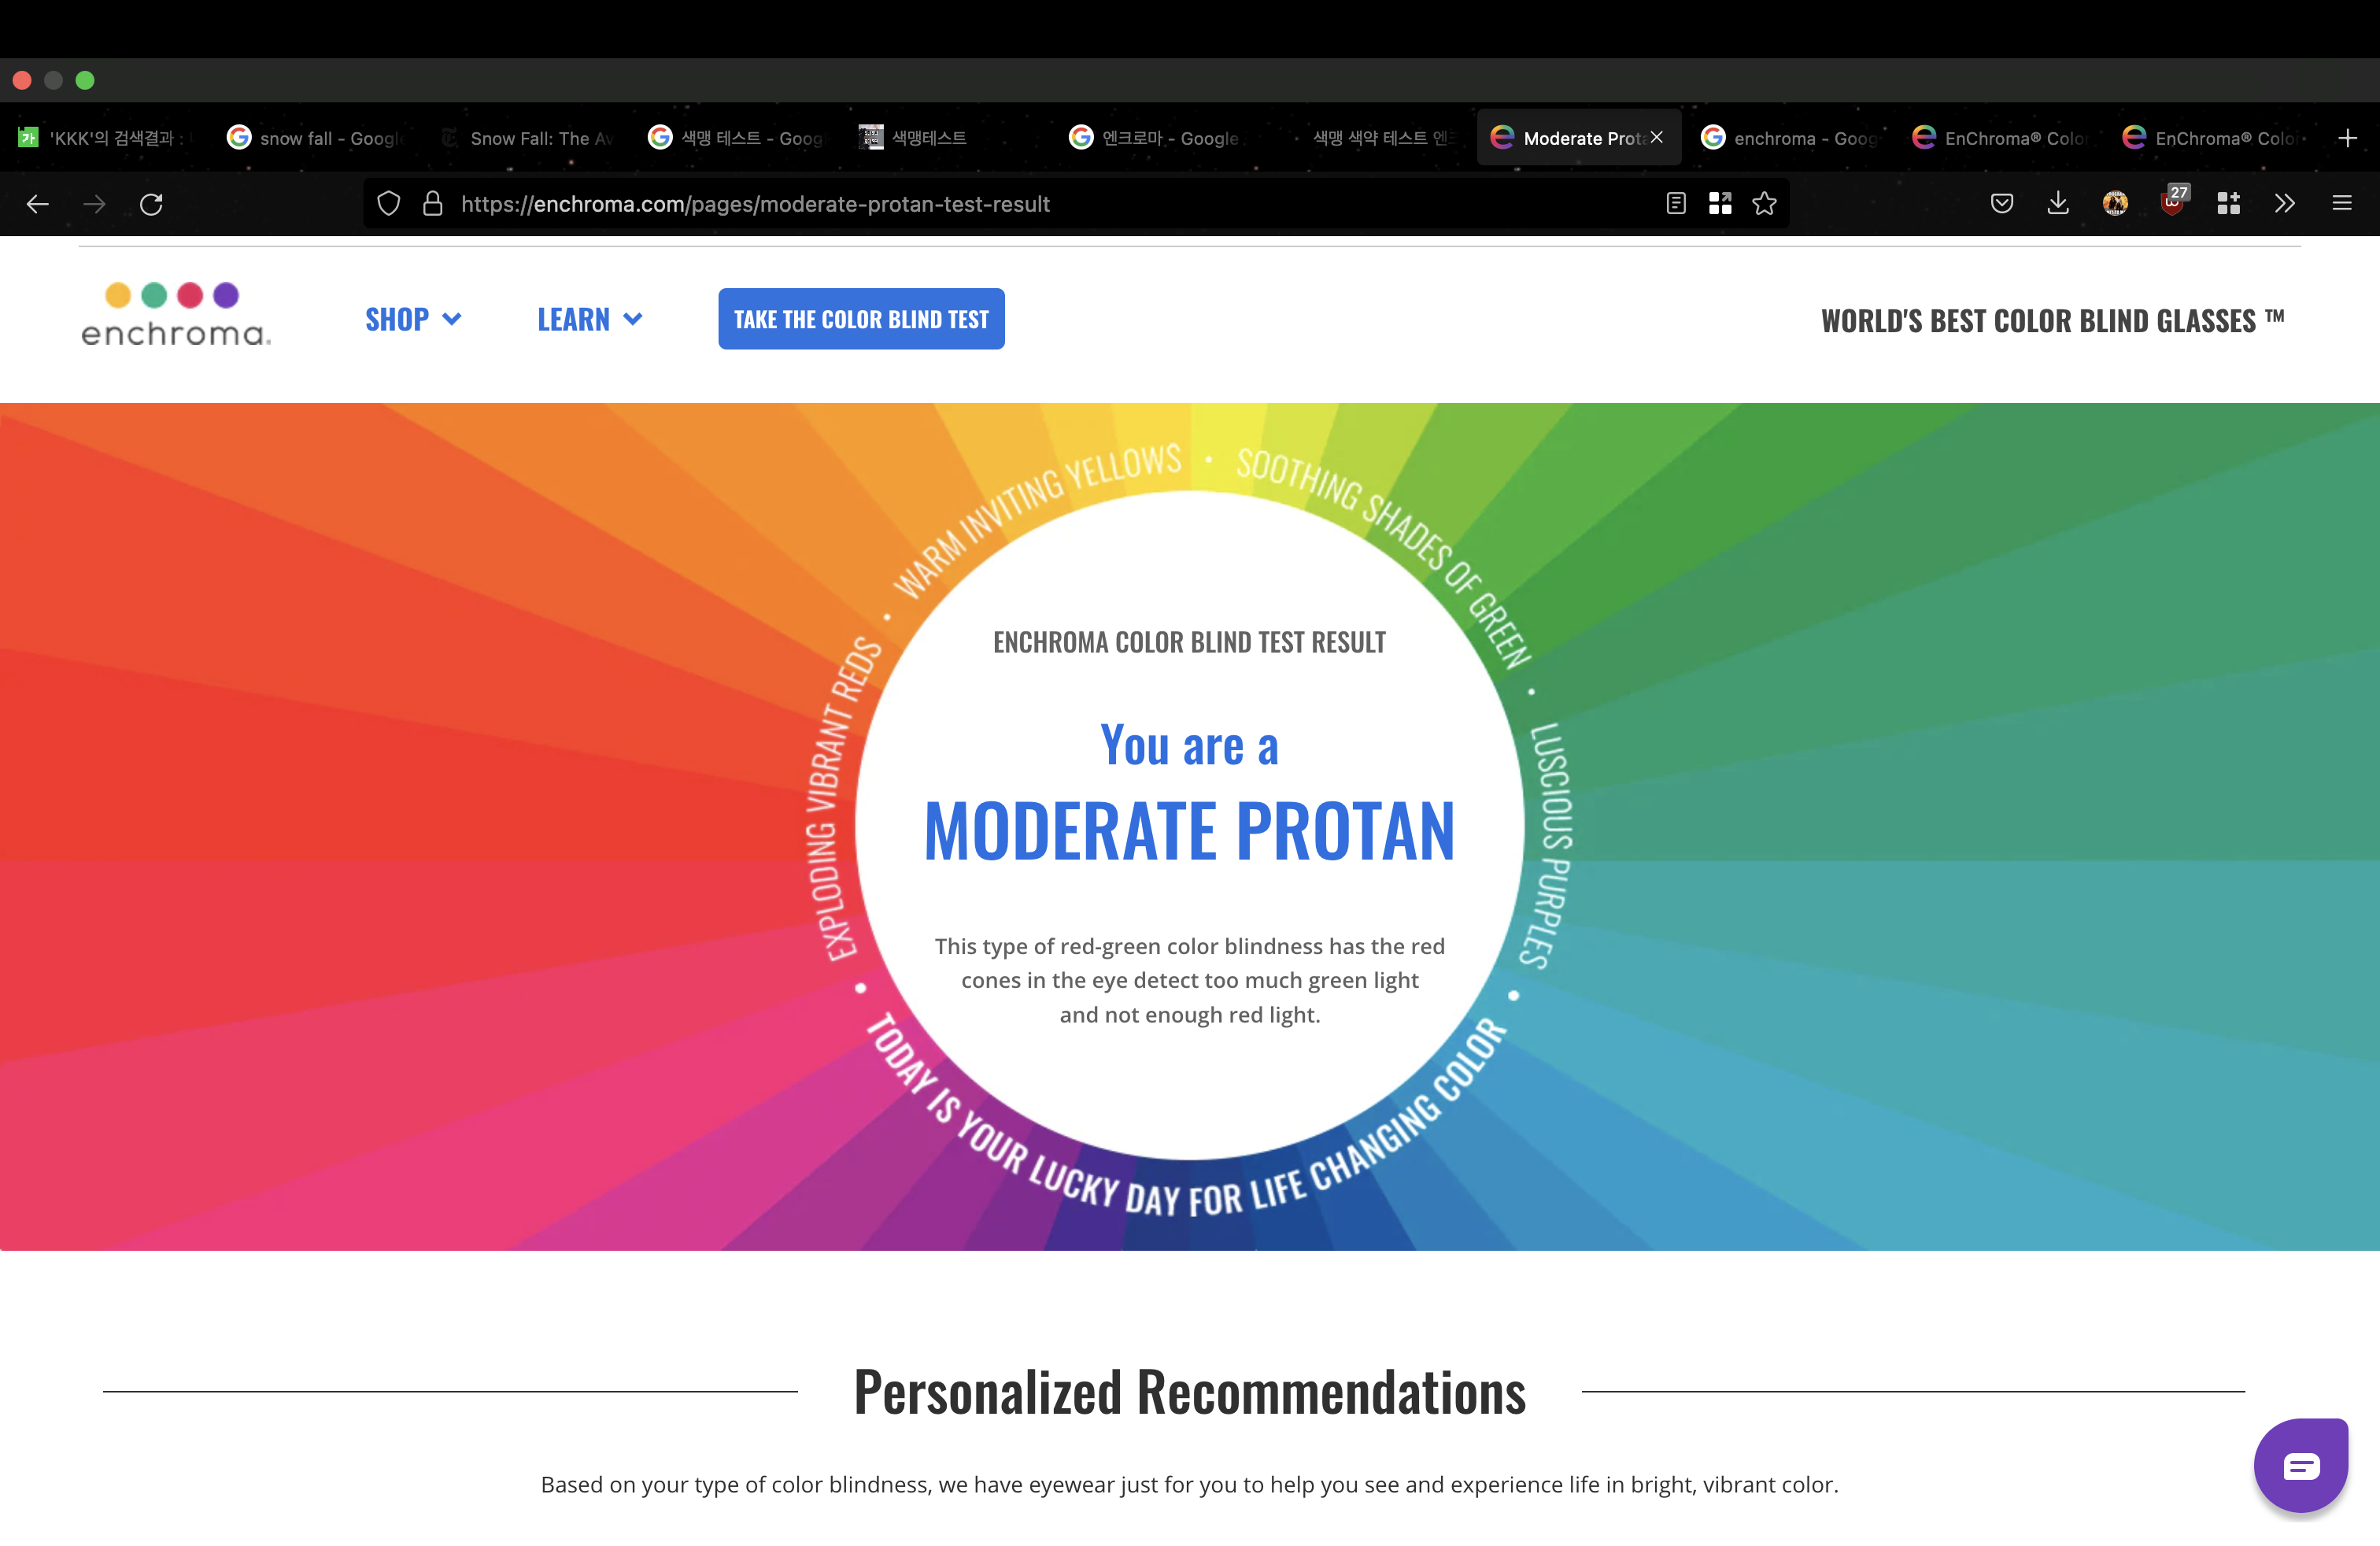 'KKK'의 검색결과 :
snow fall - Google
Snow Fall: The Av
색맹 테스트 - Goog
색맹테스트
엔크로마 - Google
색맹 색약 테스트 엔
Moderate Prot
enchroma - Goog
EnChroma® Colo
EnChroma® Colo
https://enchroma.com/pages/moderate-protan-test-result
27
enchroma.
SHOP
LEARN
TAKE THE COLOR BLIND TEST
WORLD'S BEST COLOR BLIND GLASSES ™
EXPLODING VIBRANT REDS • WARM INVITING YELLOWS • SOOTHING SHADES OF GREEN • LUSCIOUS PURPLES •
ENCHROMA COLOR BLIND TEST RESULT
You are a
MODERATE PROTAN
This type of red-green color blindness has the red
cones in the eye detect too much green light
and not enough red light.
• TODAY IS YOUR LUCKY DAY FOR LIFE CHANGING COLOR
Personalized Recommendations
Based on your type of color blindness, we have eyewear just for you to help you see and experience life in bright, vibrant color.